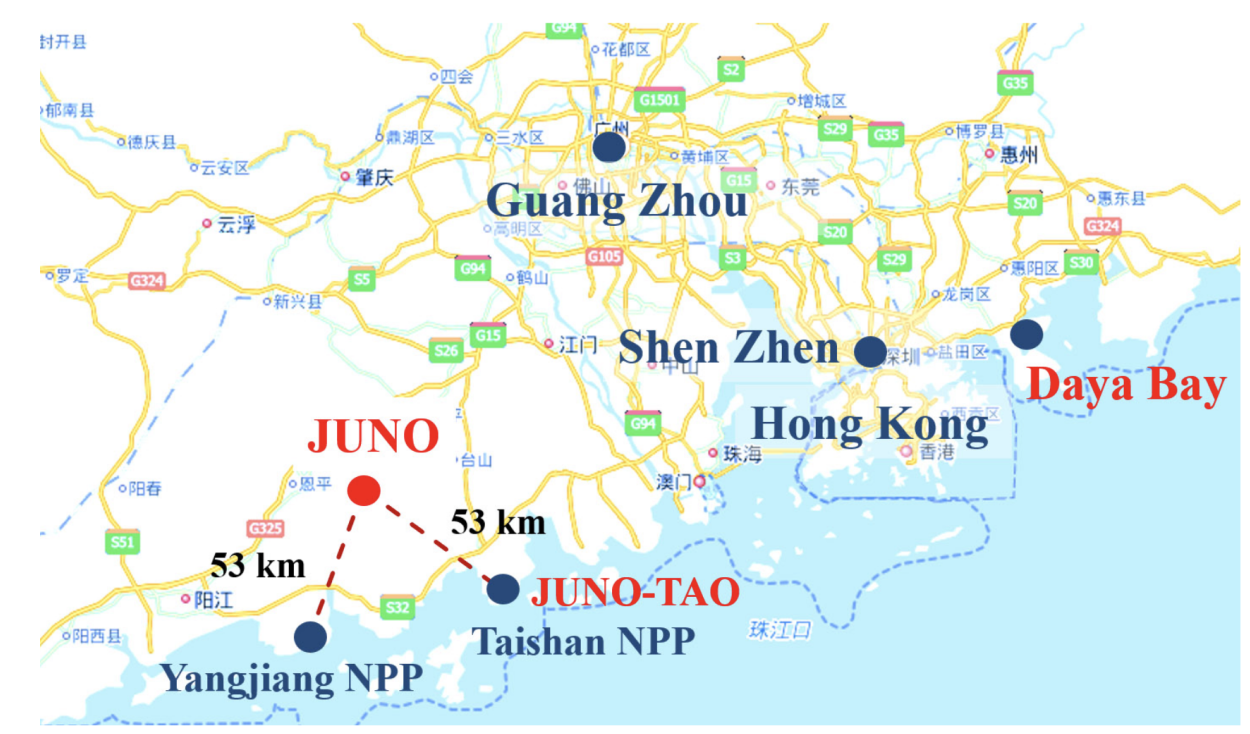 封开县
G94
花都区
四会
S2
G35
郁南县
G1501
增城区
德庆县
鼎湖区
三水区
广州
S29
G35
博罗县
云安区
肇庆
黄埔区
惠州
佛山
G15
东莞
Guang Zhou
S20
惠东县
云浮
高明区
S20
G324
罗定
G324
S5
G94
鹤山
G105
S3
S29
惠阳区
S30
新兴县
龙岗区
G15
S26
江门
Shen Zhen
深圳
盐田区
中山
Daya Bay
JUNO
G94
Hong Kong
西贡区
台山
珠海
香港
阳春
恩平
澳门
53 km
G325
S51
53 km
阳江
S32
JUNO-TAO
珠江口
阳西县
Taishan NPP
Yangjiang NPP